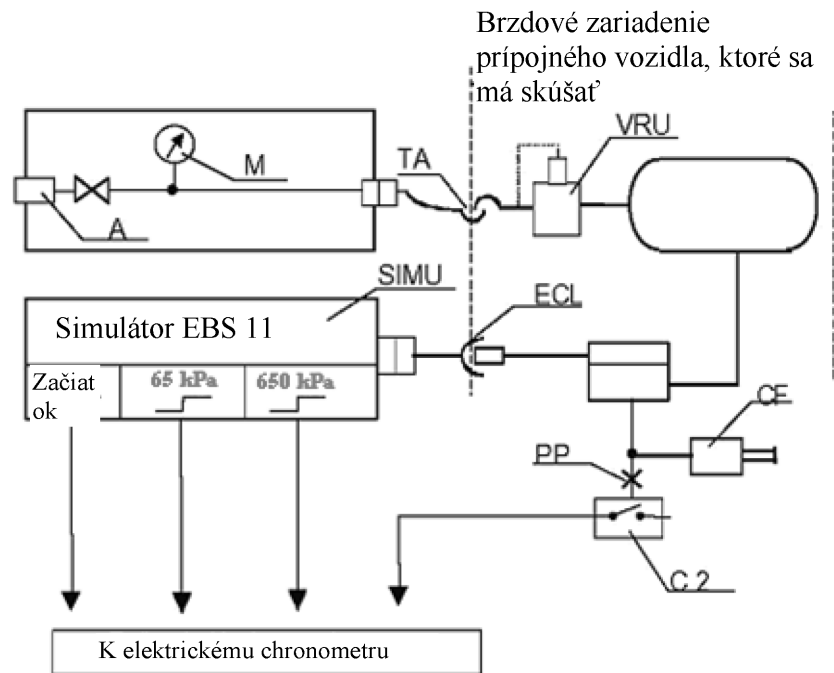 Brzdové zariadenie
prípojného vozidla, ktoré sa
má skúšať
VRU
TA
M
A
SIMU
ECL
Simulátor EBS 11
Začiat
ok
65 kPa
650 kPa
CF
PP
C 2
K elektrickému chronometru